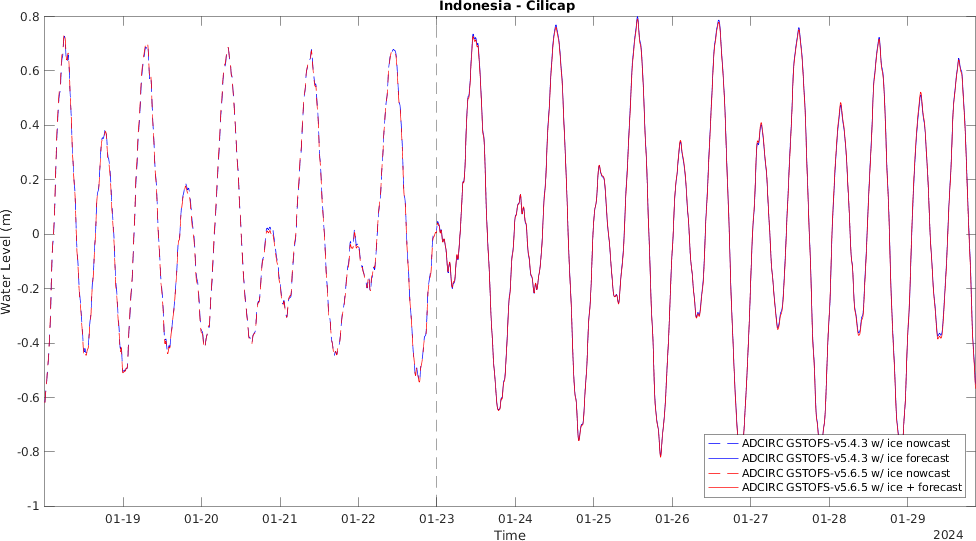 Indonesia - Cilicap
0.8
0.6
0.4
0.2
0
-0.2
-0.4
-0.6
-0.8
-1
Water Level (m)
ADCIRC GSTOFS-v5.4.3 w/ ice nowcast
ADCIRC GSTOFS-v5.4.3 w/ ice forecast
ADCIRC GSTOFS-v5.6.5 w/ ice nowcast
ADCIRC GSTOFS-v5.6.5 w/ ice + forecast
01-19 01-20 01-21 01-22 01-23 01-24 01-25 01-26 01-27 01-28 01-29
Time
2024